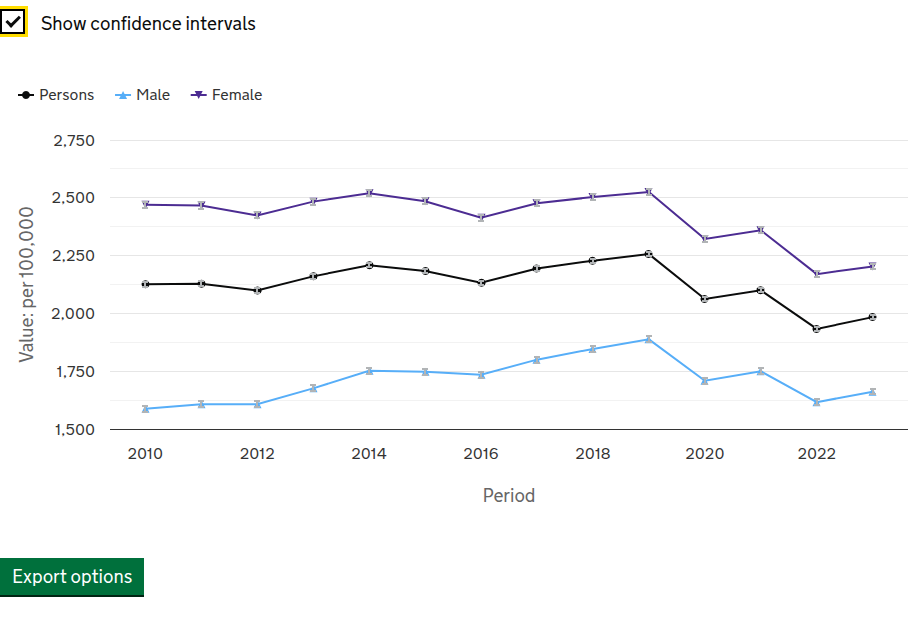 Show confidence intervals
Persons Male Female
2,750
2,500
2,250
2,000
1,750
1,500
Value: per 100,000
2010 2012 2014 2016 2018 2020 2022
Period
Export options